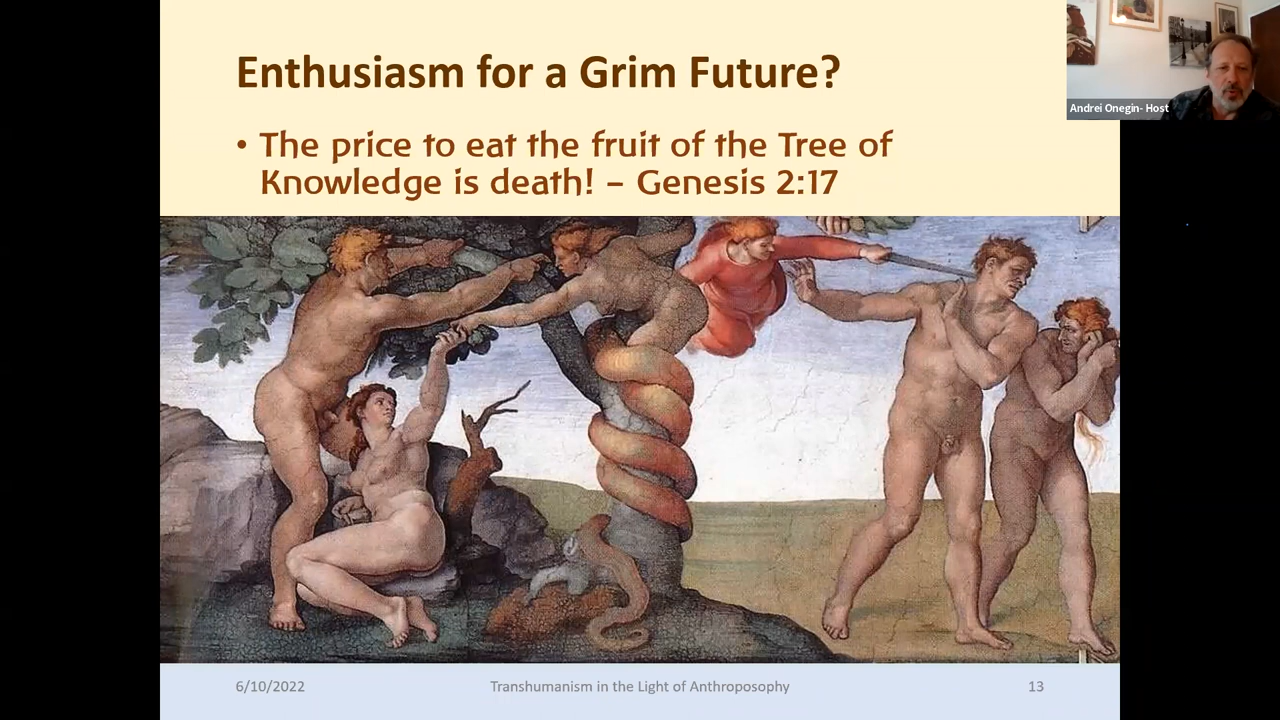 Enthusiasm for a Grim Future?
• The price to eat the fruit of the Tree of
Knowledge is death! – Genesis 2:17
Andrei Onegin- Host
6/10/2022
Transhumanism in the Light of Anthroposophy
13